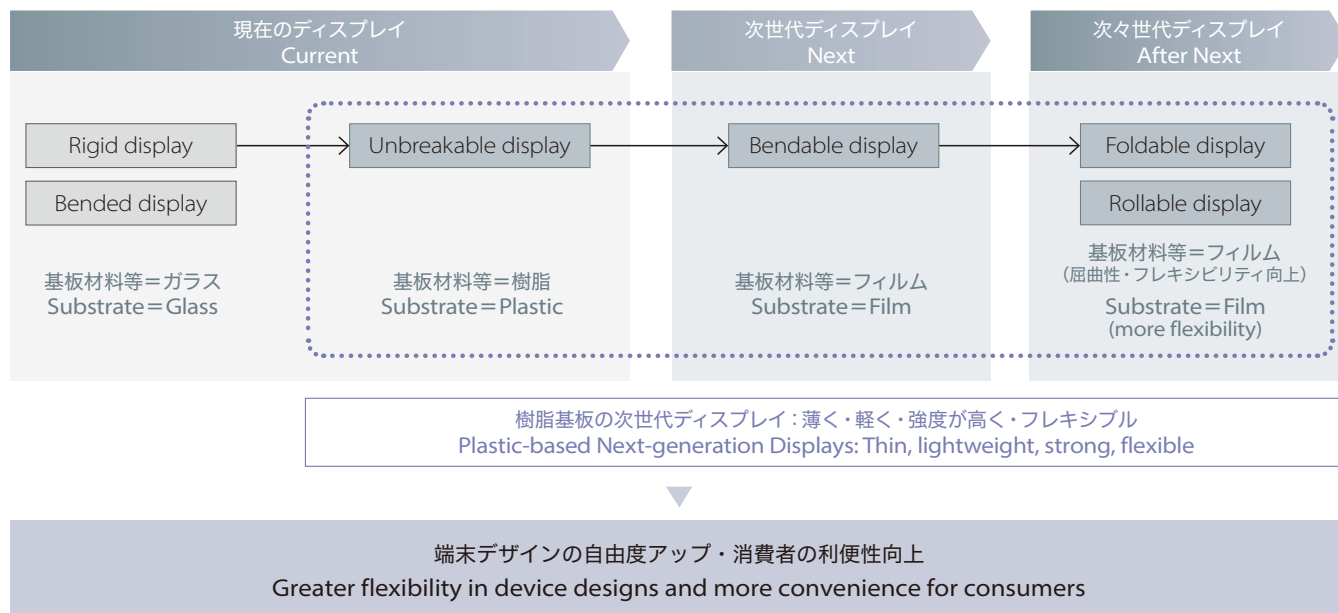 現在のディスプレイ
Current
次世代ディスプレイ
Next
次々世代ディスプレイ
After Next
Rigid display
Unbreakable display
Bendable display
Foldable display
Bended display
Rollable display
基板材料等＝ガラス
Substrate＝Glass
基板材料等＝樹脂
Substrate＝Plastic
基板材料等＝フィルム
Substrate＝Film
基板材料等＝フィルム
（屈曲性・フレキシビリティ向上）
Substrate＝Film
(more flexibility)
樹脂基板の次世代ディスプレイ：薄く・軽く・強度が高く・フレキシブル
Plastic-based Next-generation Displays: Thin, lightweight, strong, flexible
端末デザインの自由度アップ・消費者の利便性向上
Greater flexibility in device designs and more convenience for consumers